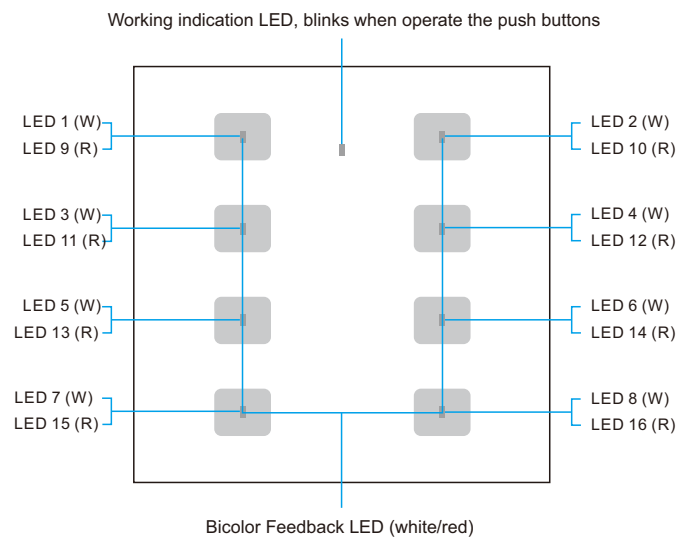 Working indication LED, blinks when operate the push buttons
LED 1 (W)
LED 9 (R)
LED 2 (W)
LED 10 (R)
LED 3 (W)
LED 11 (R)
LED 4 (W)
LED 12 (R)
LED 5 (W)
LED 13 (R)
LED 6 (W)
LED 14 (R)
LED 7 (W)
LED 15 (R)
LED 8 (W)
LED 16 (R)
Bicolor Feedback LED (white/red)